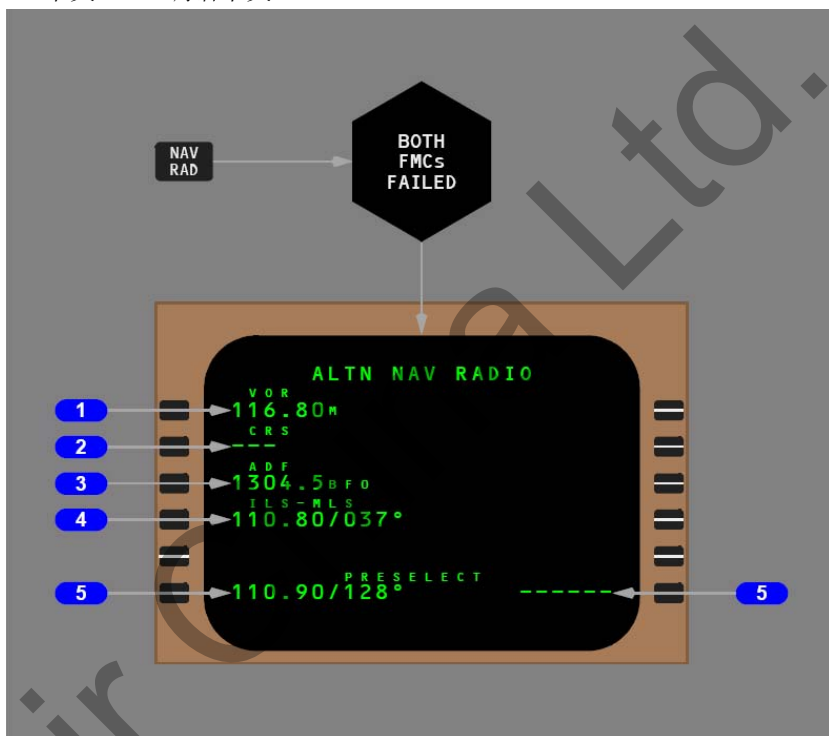 NAV
RAD
BOTH
FMCs
FAILED
ALTN NAV RADIO
VOR
1
116.80M
CRS
2
---
ADF
3
1304.5BFO
ILS-MLS
4
110.80/037°
PRESELECT
5
110.90/128°
------
5
Ltd.